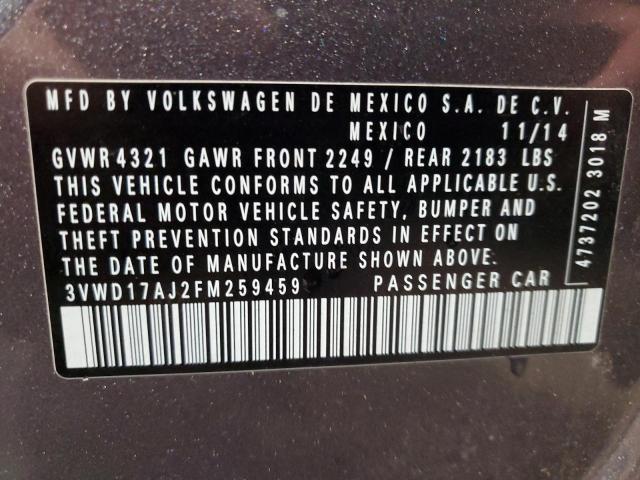 MFD BY VOLKSWAGEN DE MEXICO S.A. DE C.V.
MEXICO 11/14
GVWR 4321 GAWR FRONT 2249 / REAR 2183 LBS
THIS VEHICLE CONFORMS TO ALL APPLICABLE U.S.
FEDERAL MOTOR VEHICLE SAFETY, BUMPER AND
THEFT PREVENTION STANDARDS IN EFFECT ON
THE DATE OF MANUFACTURE SHOWN ABOVE.
3VWD17AJ2FM259459 PASSENGER CAR
4737202 3018 M